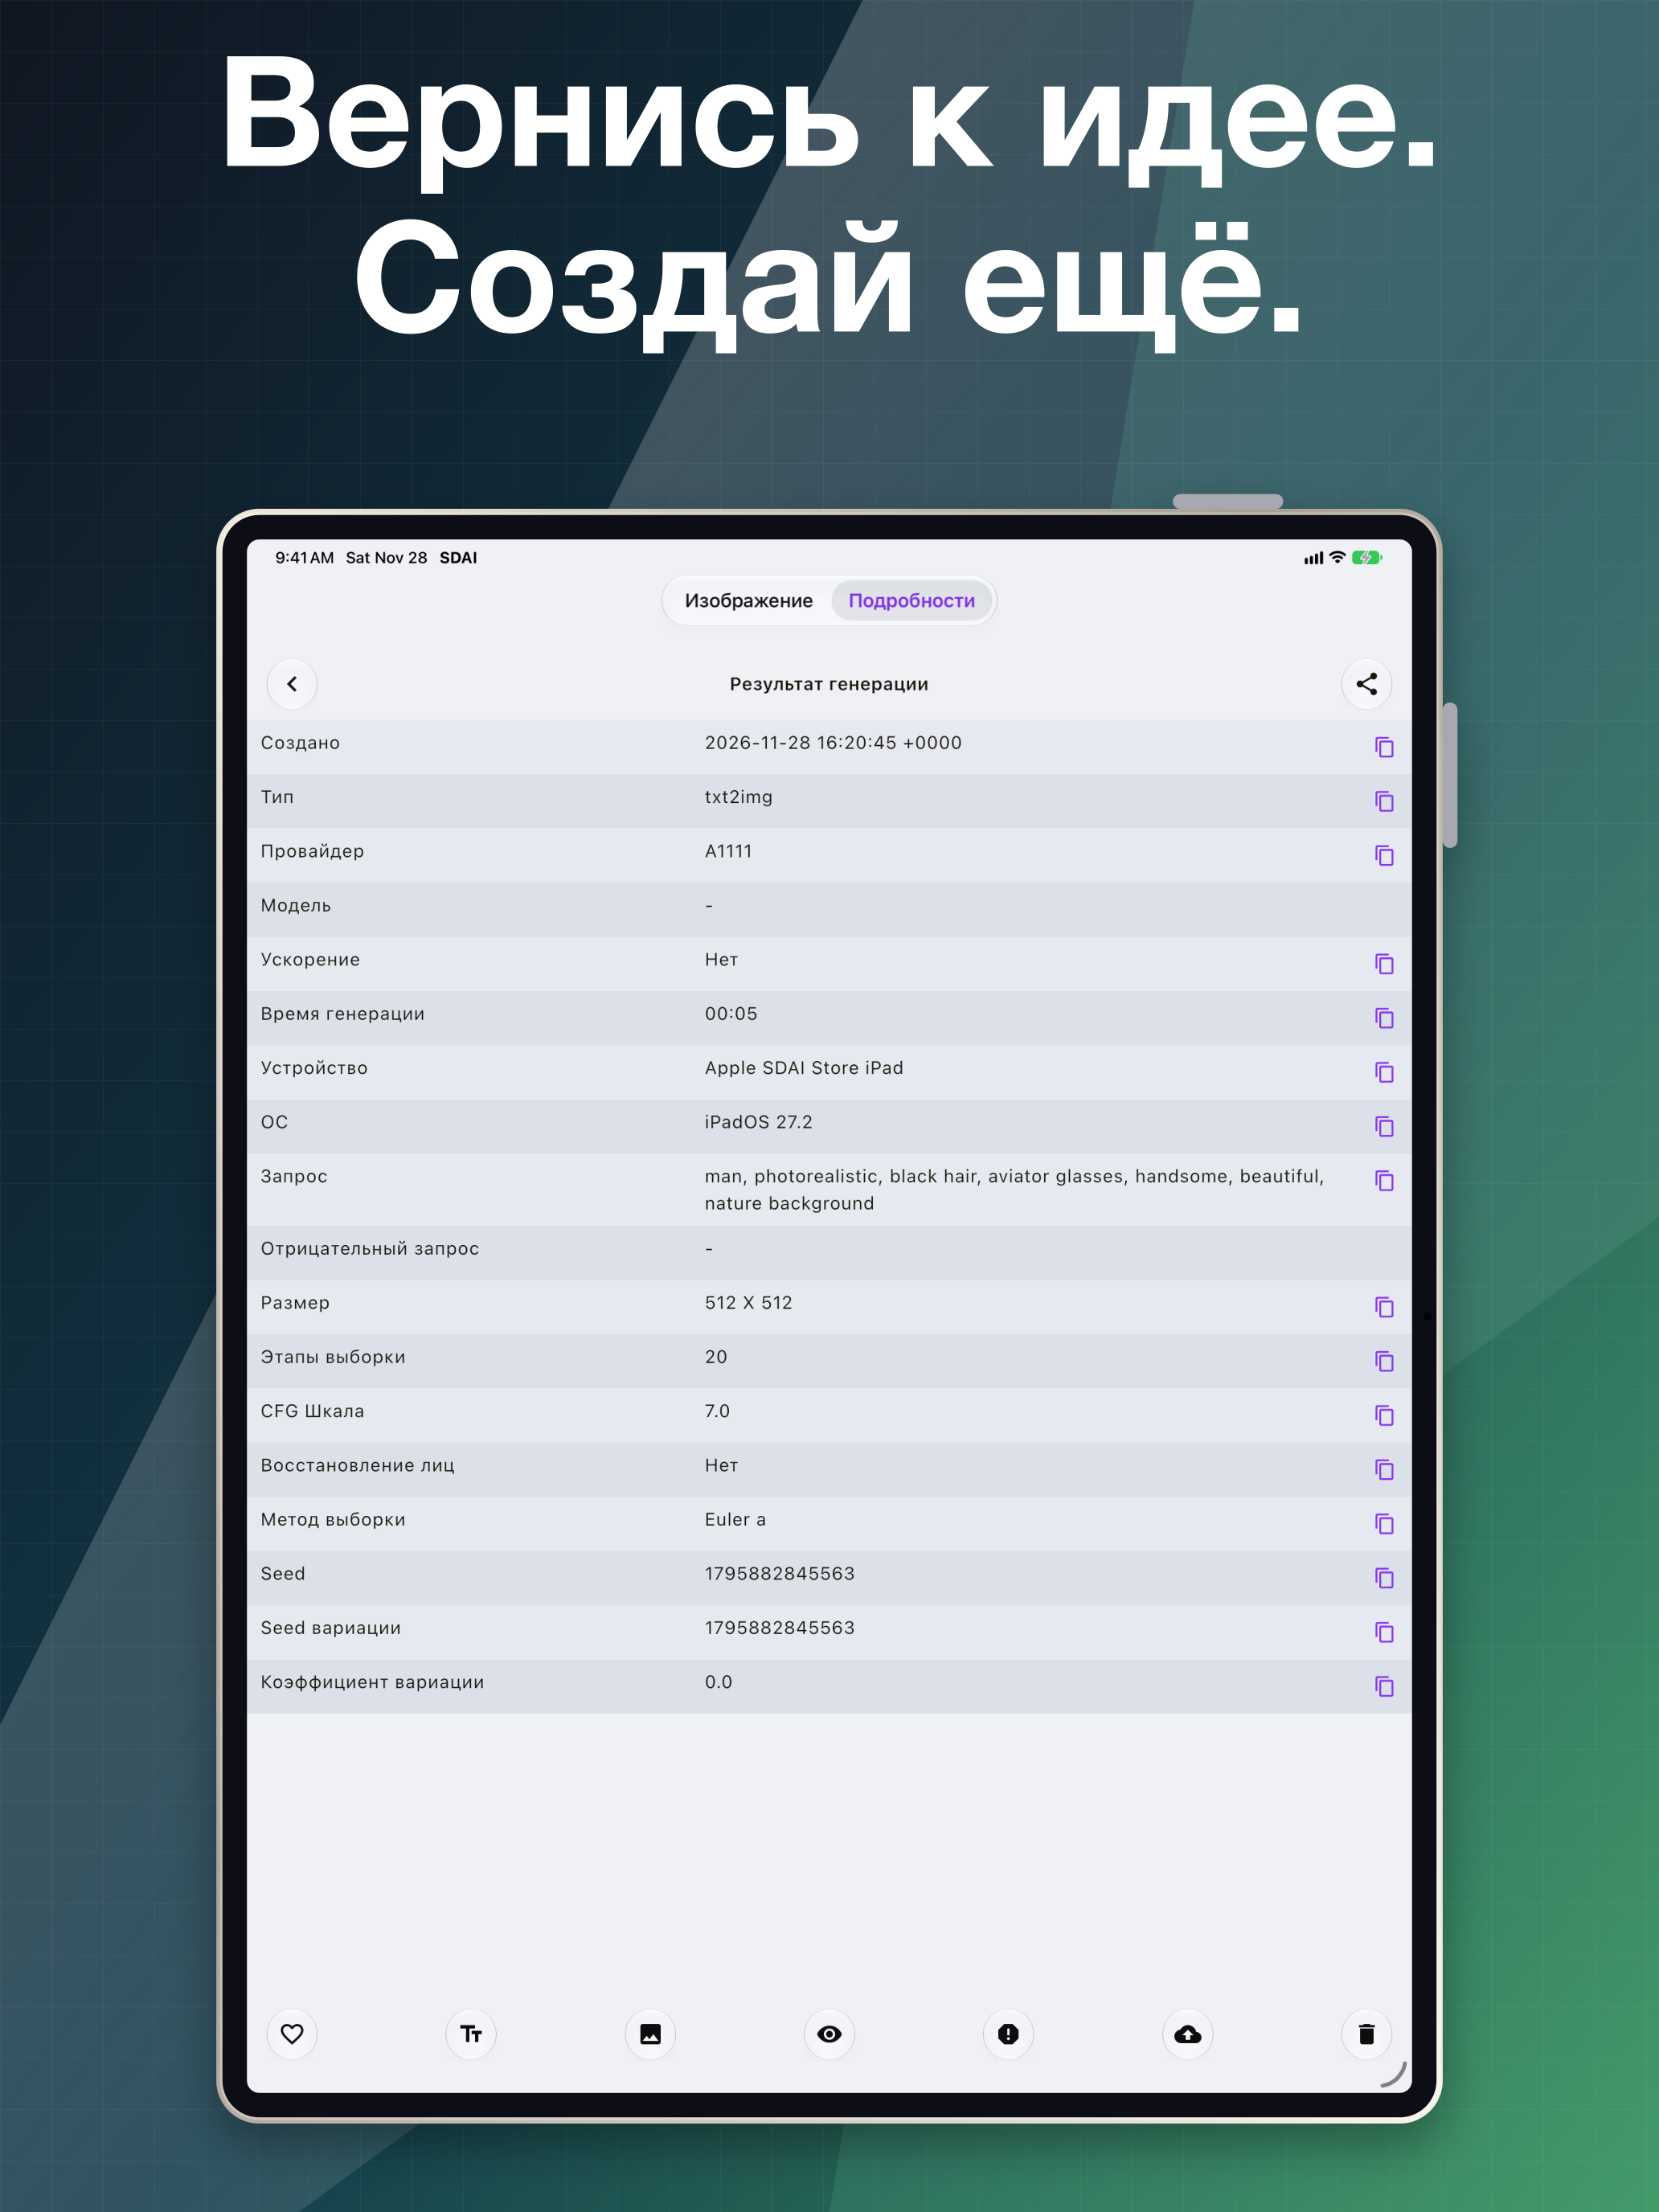 Вернись к идее.
Создай ещё.
9:41 AM Sat Nov 28 SDAI
Изображение Подробности
Результат генерации
Создано 2026-11-28 16:20:45 +0000
Тип txt2img
Провайдер A1111
Модель -
Ускорение Нет
Время генерации 00:05
Устройство Apple SDAI Store iPad
ОС iPadOS 27.2
Запрос man, photorealistic, black hair, aviator glasses, handsome, beautiful,
nature background
Отрицательный запрос -
Размер 512 X 512
Этапы выборки 20
CFG Шкала 7.0
Восстановление лиц Нет
Метод выборки Euler a
Seed 1795882845563
Seed вариации 1795882845563
Коэффициент вариации 0.0